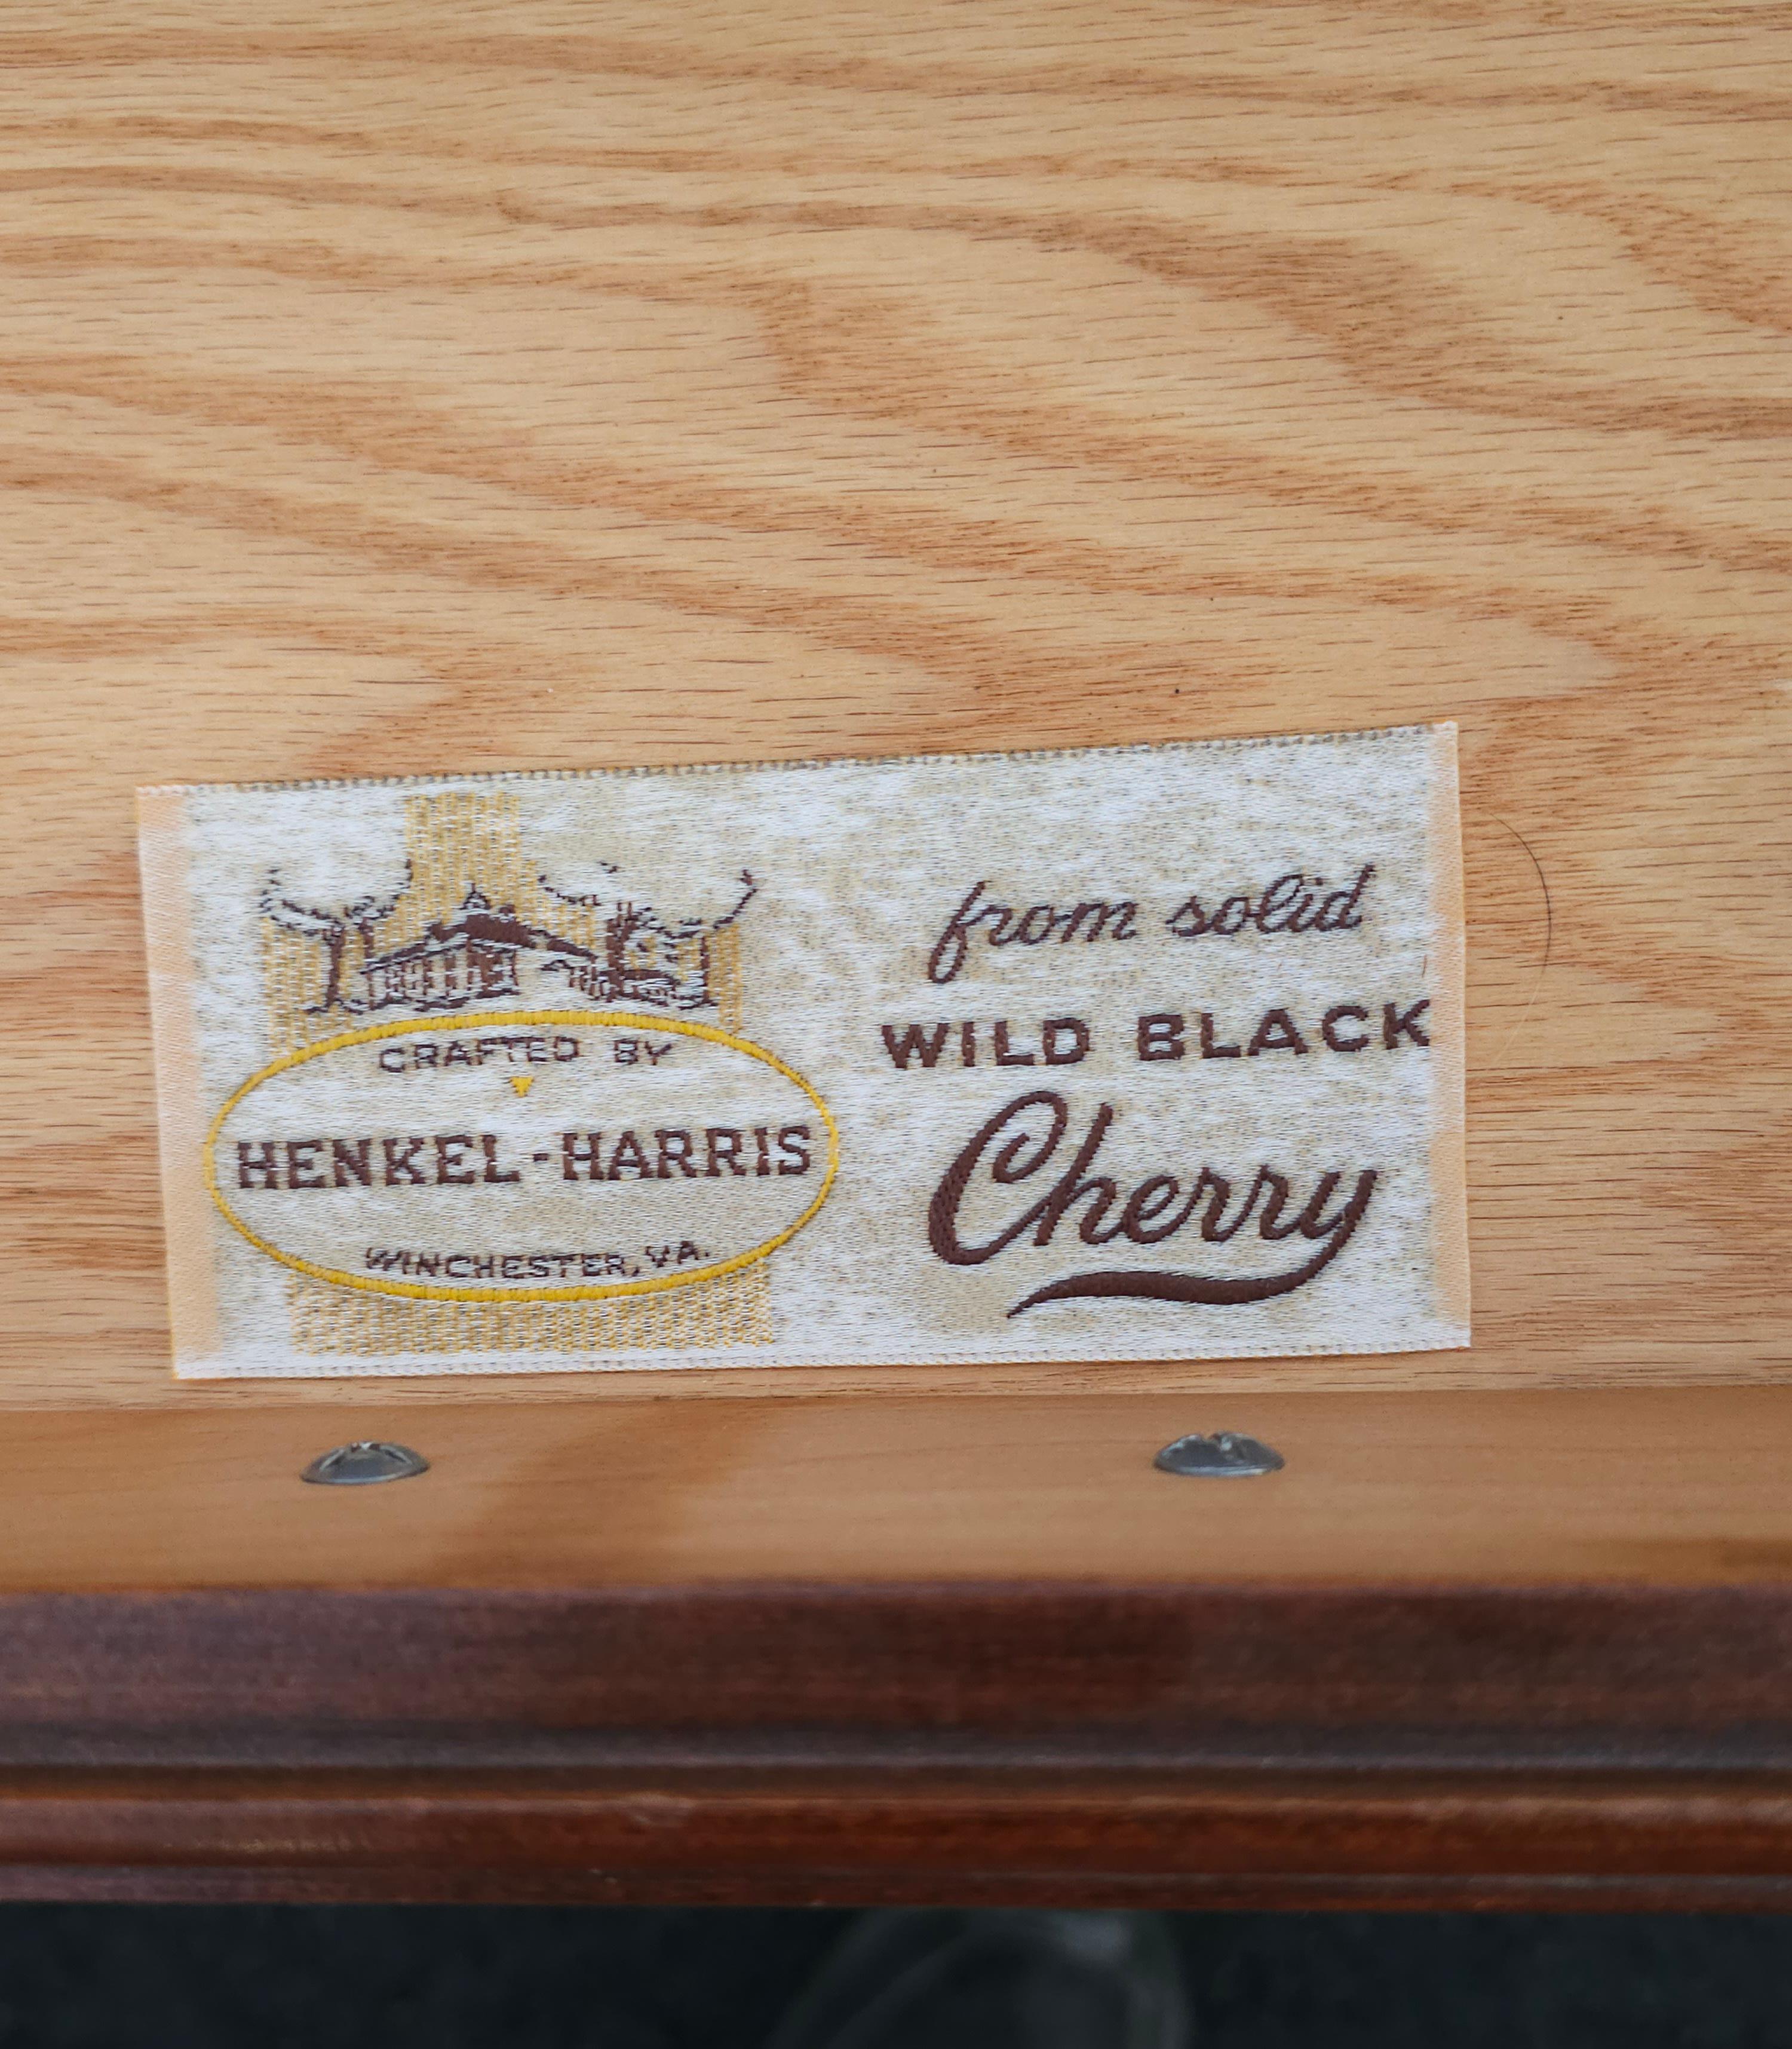 CRAFTED BY
HENKEL-HARRIS
WINCHESTER, VA.
from solid
WILD BLACK
Cherry